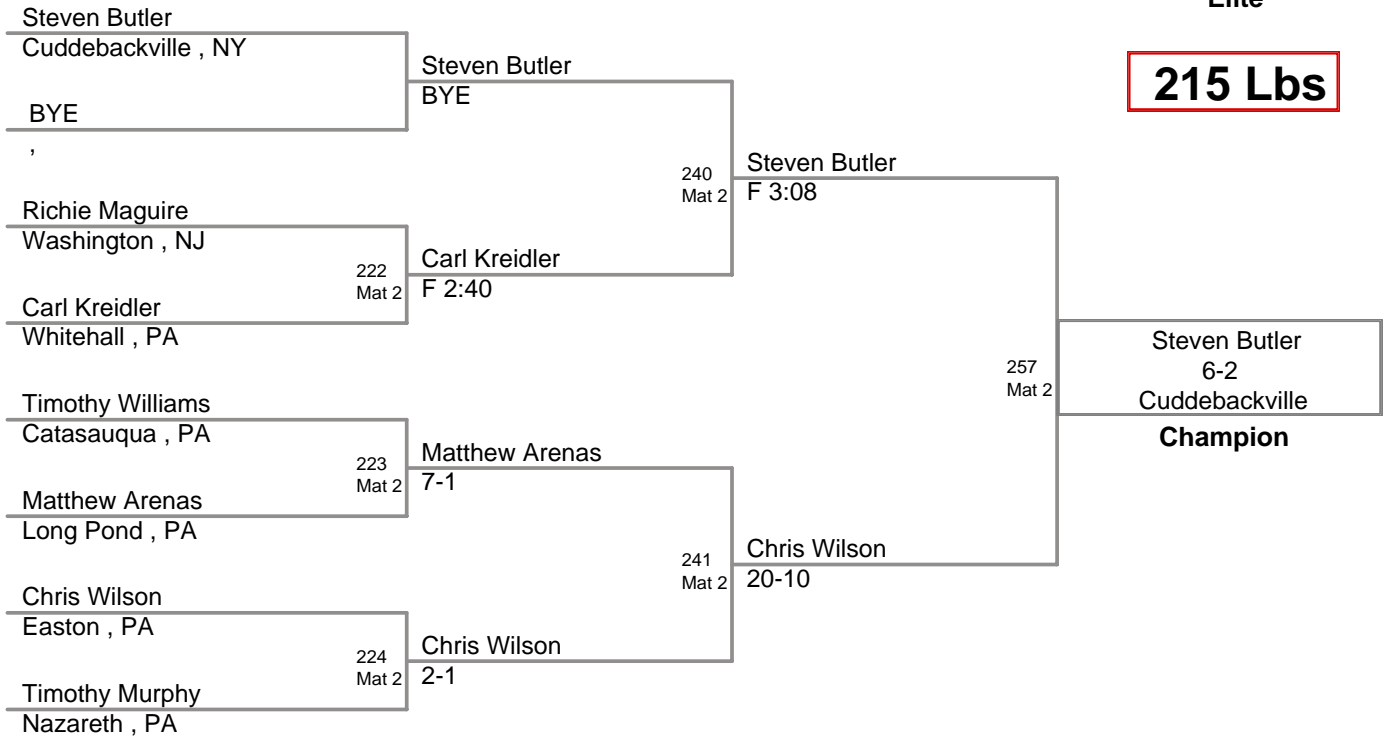 Elite
215 Lbs
Steven Butler
Cuddebackville , NY
BYE
,
Richie Maguire
Washington , NJ
Carl Kreidler
Whitehall , PA
Timothy Williams
Catasauqua , PA
Matthew Arenas
Long Pond , PA
Chris Wilson
Easton , PA
Timothy Murphy
Nazareth , PA
Steven Butler
BYE
222
Mat 2
Carl Kreidler
F 2:40
223
Mat 2
Matthew Arenas
7-1
224
Mat 2
Chris Wilson
2-1
240
Mat 2
Steven Butler
F 3:08
241
Mat 2
Chris Wilson
20-10
257
Mat 2
Steven Butler
6-2
Cuddebackville
Champion